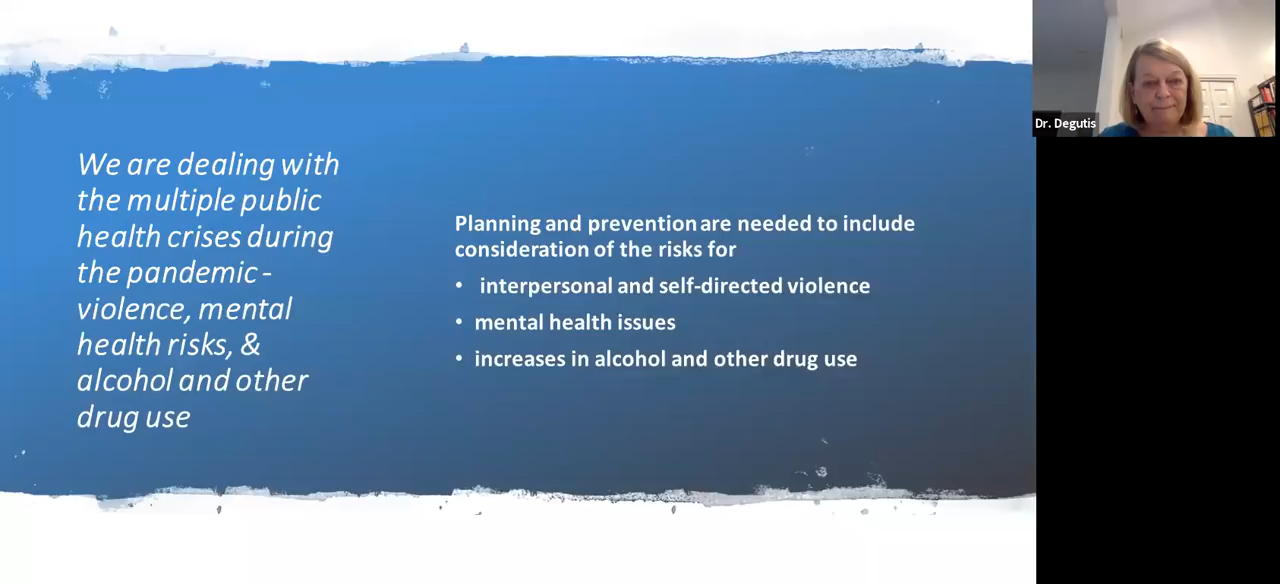 We are dealing with
the multiple public
health crises during
the pandemic -
violence, mental
health risks, &
alcohol and other
drug use
Planning and prevention are needed to include
consideration of the risks for
• interpersonal and self-directed violence
• mental health issues
• increases in alcohol and other drug use
Dr. Degutis